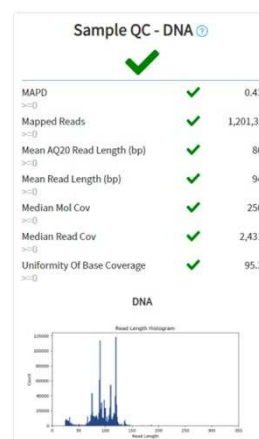 Sample QC - DNA
MAPD
>=0
Mapped Reads 1,201,3
>=0
Mean AQ20 Read Length (bp)
>=0
Mean Read Length (bp)
>=0
Median Mol Cov
>=0
Median Read Cov 2,43
>=0
Uniformity Of Base Coverage 95.
>=0
DNA
Read Length Histogram
Count
Read Length